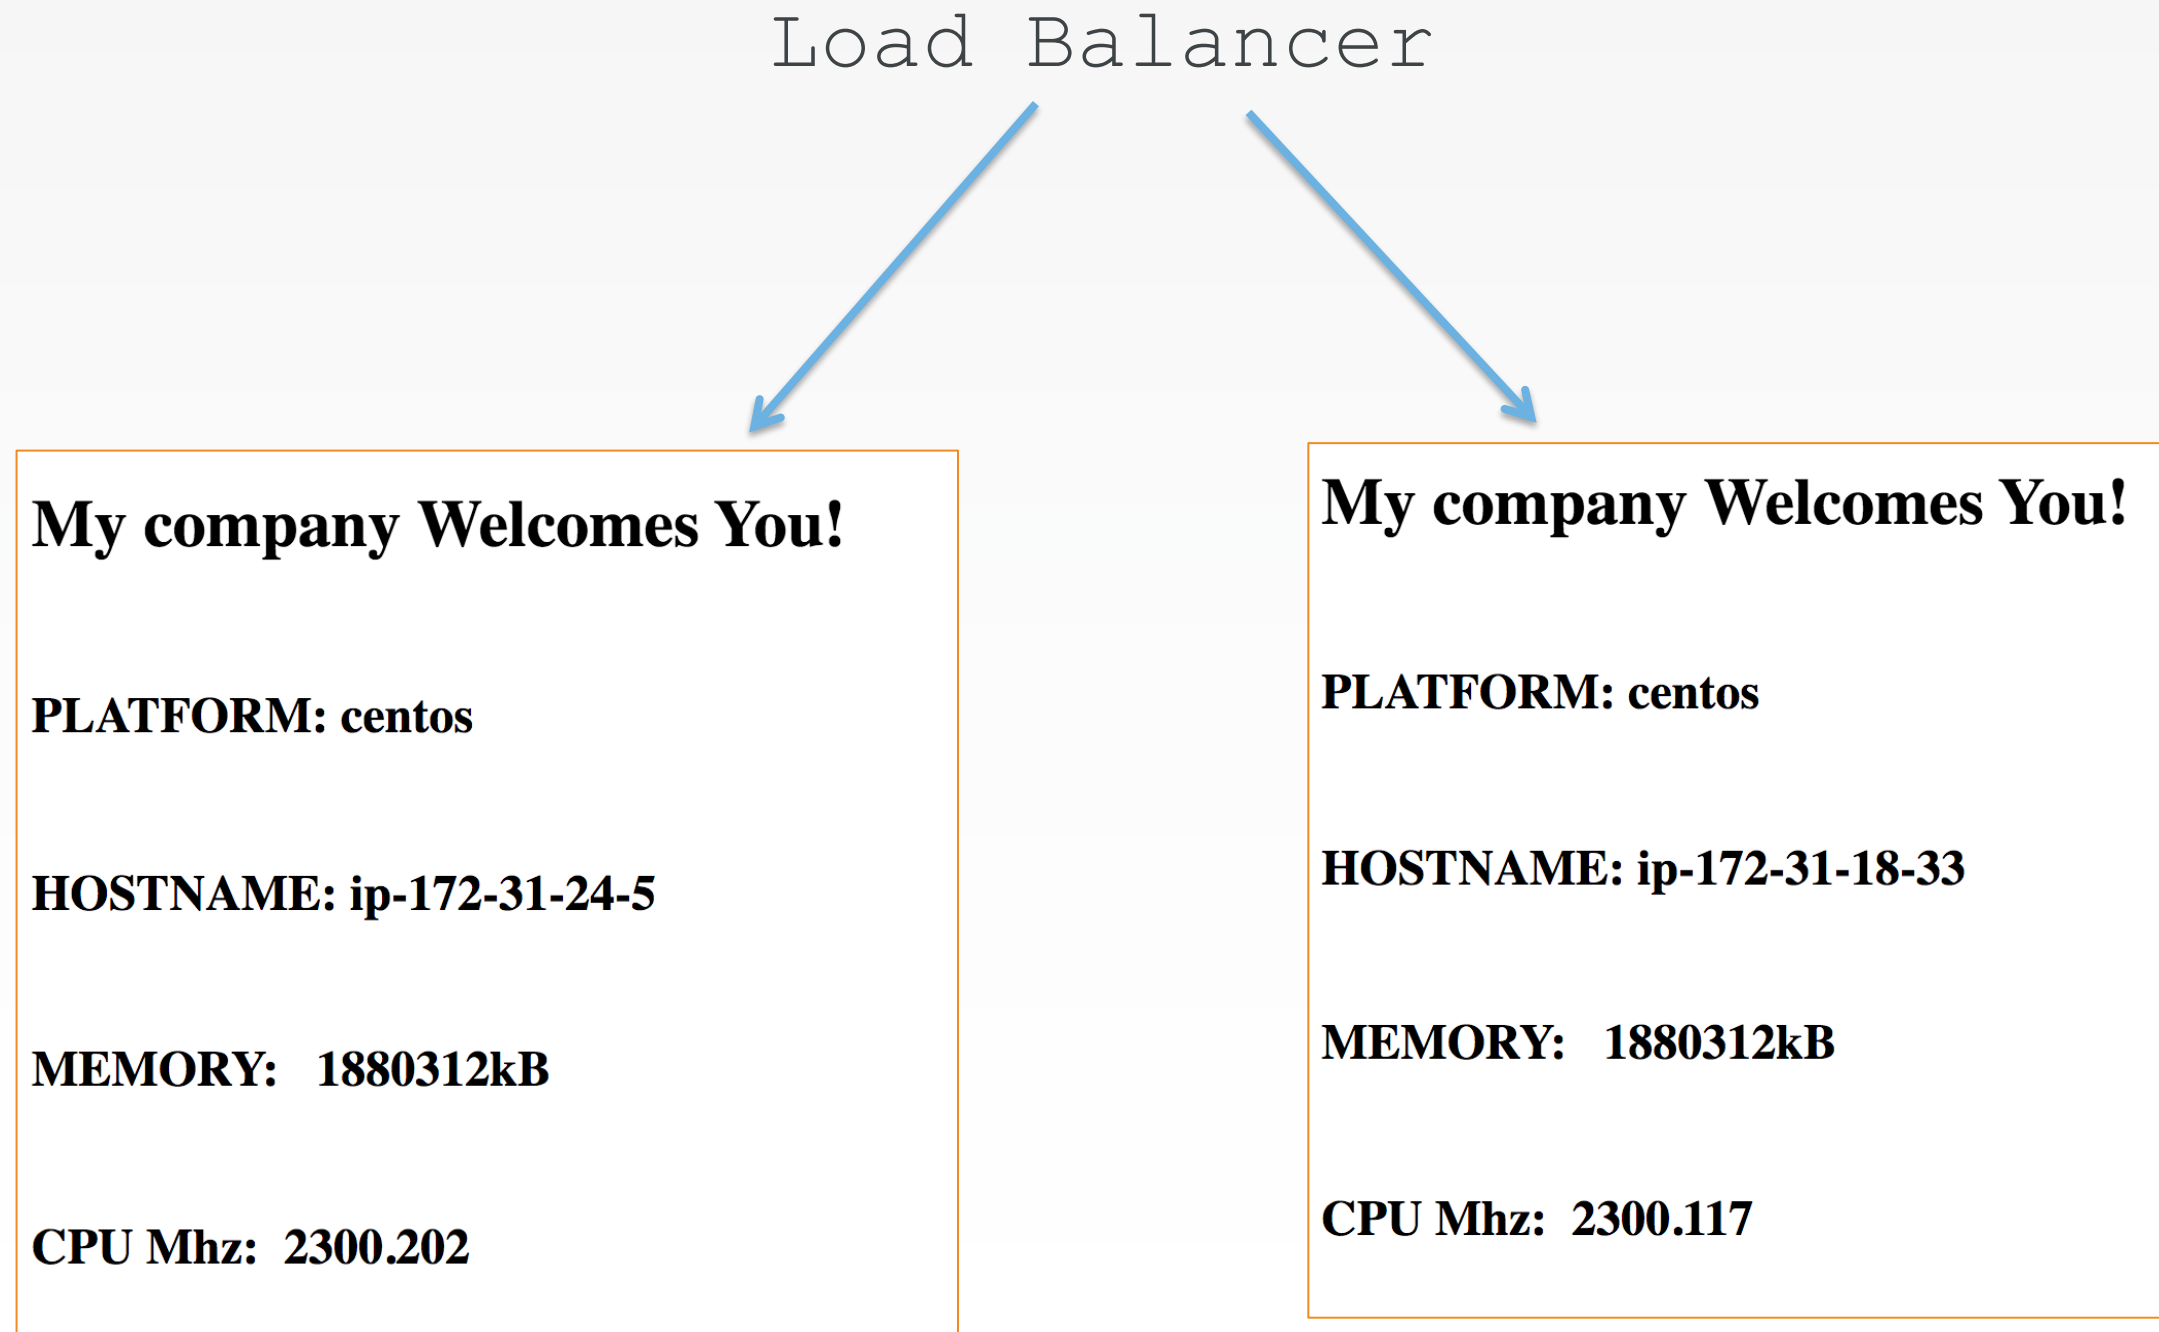 Load Balancer
My company Welcomes You!
PLATFORM: centos
HOSTNAME: ip-172-31-24-5
MEMORY: 1880312kB
CPU Mhz: 2300.202
My company Welcomes You!
PLATFORM: centos
HOSTNAME: ip-172-31-18-33
MEMORY: 1880312kB
CPU Mhz: 2300.117